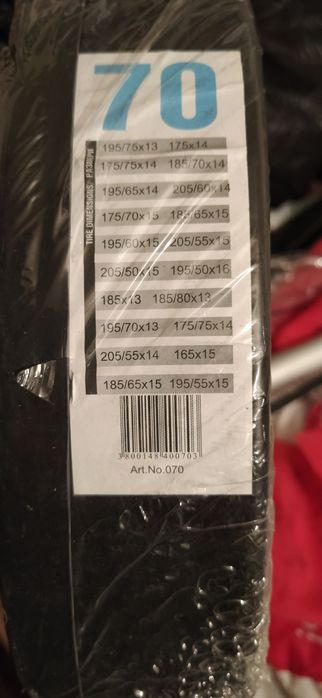 70
TIRE DIMENSIONS: РАЗМЕРИ
195/75x13 175x14
175/75x14 185/70x14
195/65x14 205/60x14
175/70x15 185/65x15
195/60x15 205/55x15
205/50x15 195/50x16
185x13 185/80x13
195/70x13 175/75x14
205/55x14 165x15
185/65x15 195/55x15
3800148400703
Art.No.070